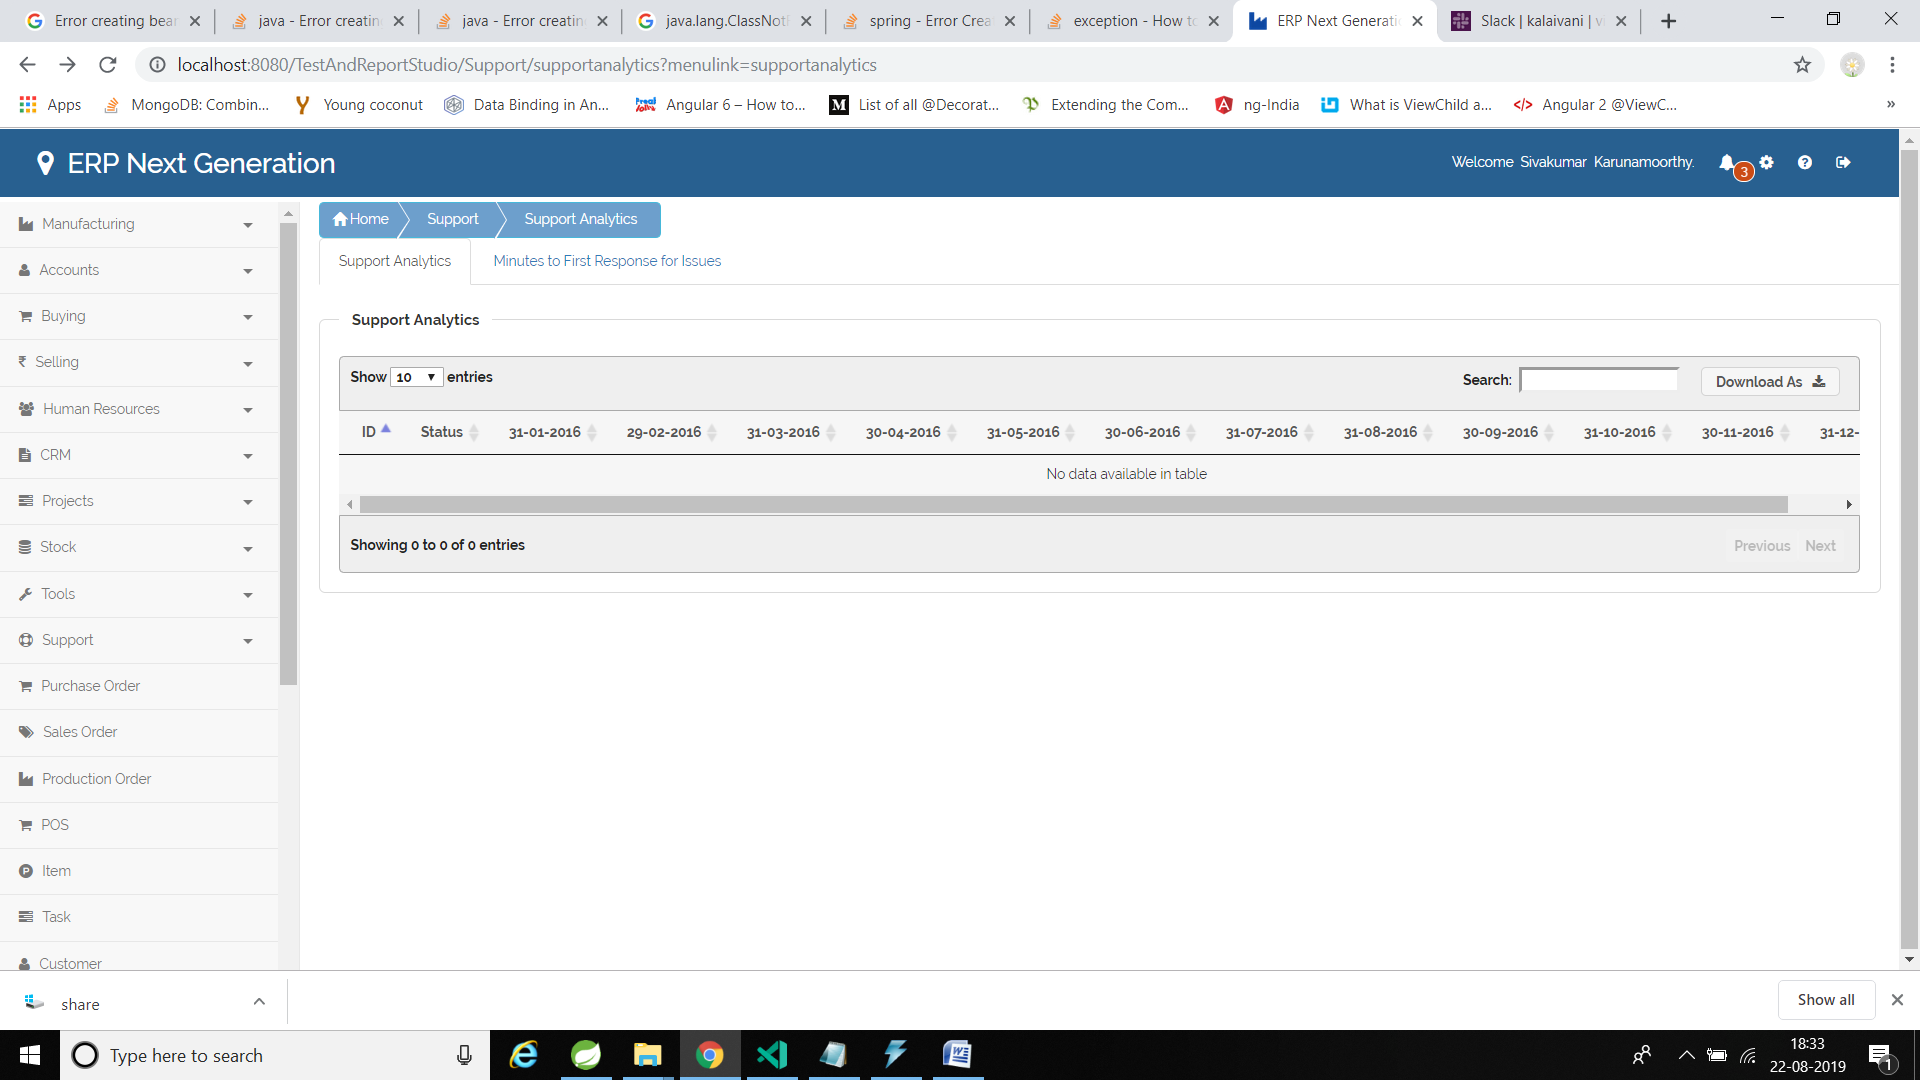 Error creating bea
java - Error creatin
java - Error creatin
java.lang.ClassNot
spring - Error Crea
exception - How to
ERP Next Generati
Slack | kalaivani | v
localhost:8080/TestAndReportStudio/Support/supportanalytics?menulink=supportanalytics
Apps
MongoDB: Combin...
Young coconut
Data Binding in An...
Angular 6 – How to...
List of all @Decorat...
Extending the Com...
ng-India
What is ViewChild a...
Angular 2 @ViewC...
»
ERP Next Generation
Welcome Sivakumar Karunamoorthy.
3
Manufacturing
Accounts
Buying
Selling
Human Resources
CRM
Projects
Stock
Tools
Support
Purchase Order
Sales Order
Production Order
POS
Item
Task
Customer
Home
Support
Support Analytics
Support Analytics
Minutes to First Response for Issues
Support Analytics
Show 10 entries
Search:
Download As
ID
Status
31-01-2016
29-02-2016
31-03-2016
30-04-2016
31-05-2016
30-06-2016
31-07-2016
31-08-2016
30-09-2016
31-10-2016
30-11-2016
31-12-
No data available in table
Showing 0 to 0 of 0 entries
Previous
Next
share
Show all
Type here to search
18:33
22-08-2019
1